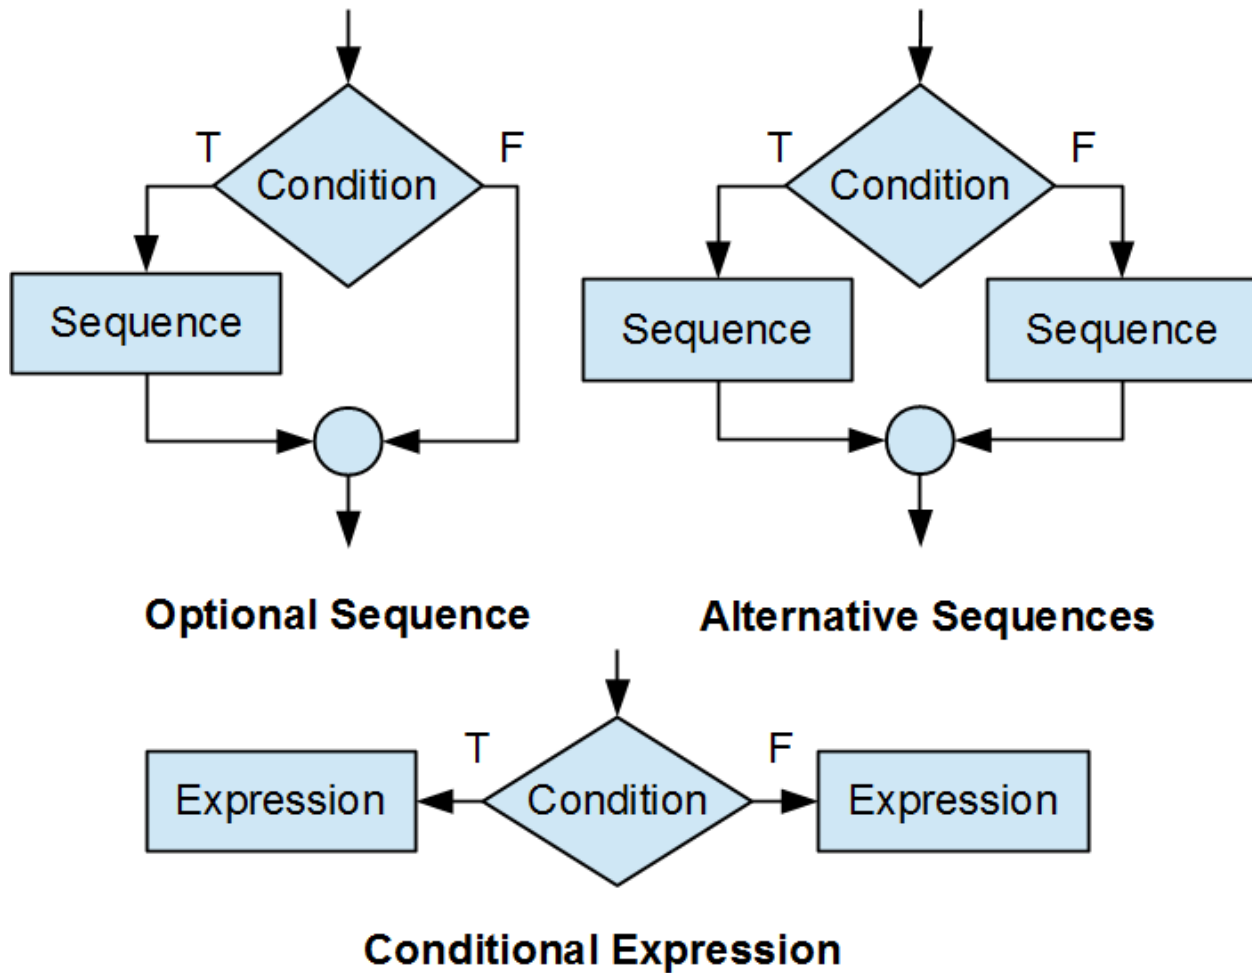 T
F
Condition
Sequence
Optional Sequence
T
F
Condition
Sequence
Sequence
Alternative Sequences
T
F
Expression
Condition
Expression
Conditional Expression